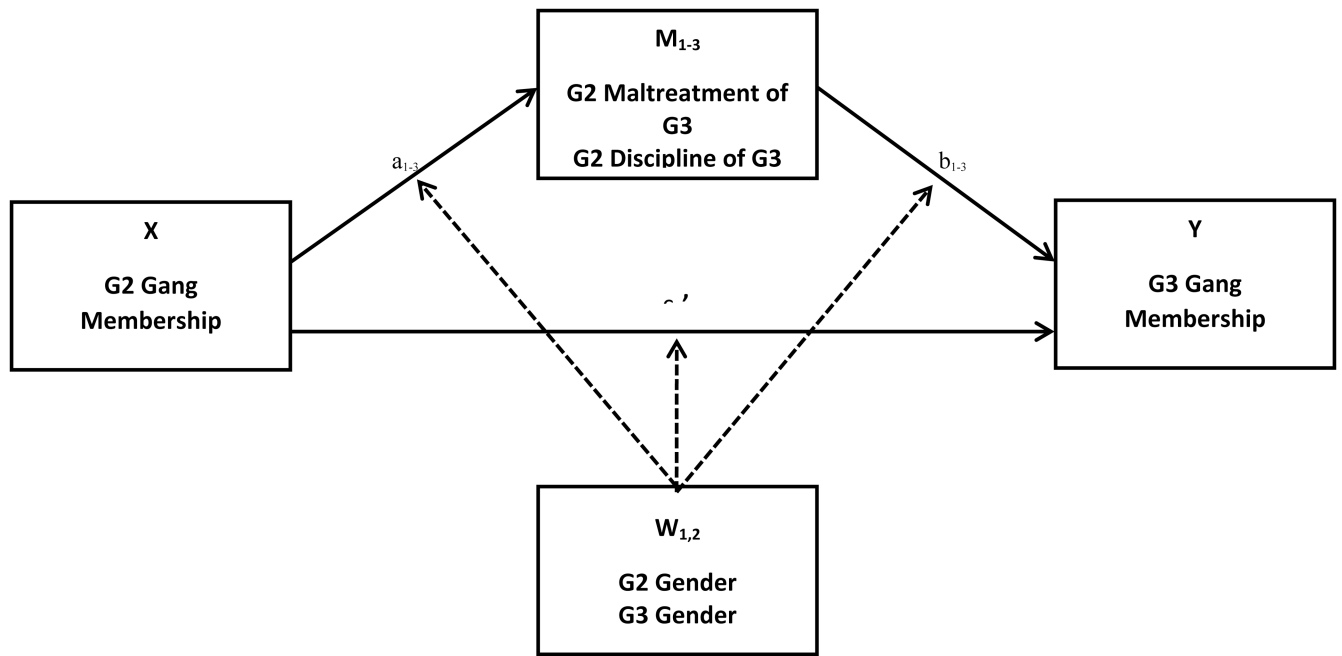 M1-3
G2 Maltreatment of
G3
G2 Discipline of G3
a1-3
b1-3
X
G2 Gang
Membership
Y
G3 Gang
Membership
c’
W1,2
G2 Gender
G3 Gender